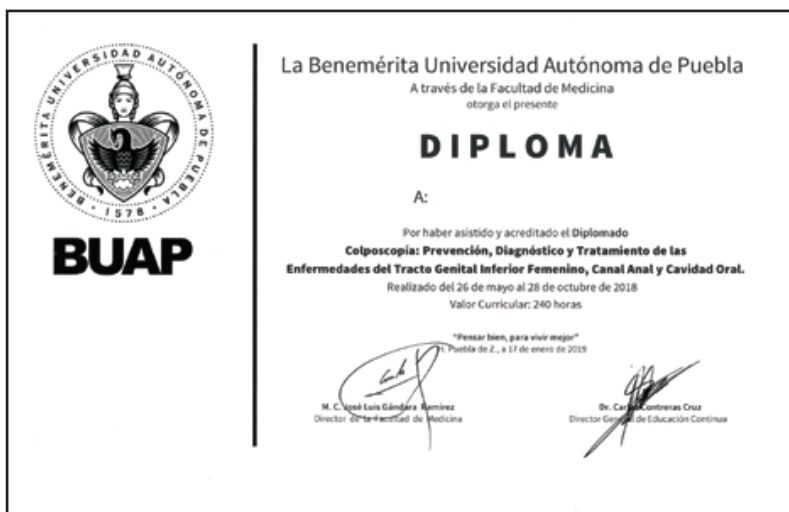 BENEMÉRITA UNIVERSIDAD AUTÓNOMA DE PUEBLA
· 1578 ·
BUAP
La Benemérita Universidad Autónoma de Puebla
A través de la Facultad de Medicina
otorga el presente
DIPLOMA
A:
Por haber asistido y acreditado el Diplomado
Colposcopía: Prevención, Diagnóstico y Tratamiento de las
Enfermedades del Tracto Genital Inferior Femenino, Canal Anal y Cavidad Oral.
Realizado del 26 de mayo al 28 de octubre de 2018
Valor Curricular: 240 horas
"Pensar bien, para vivir mejor"
H. Puebla de Z., a 17 de enero de 2019
M. C. José Luis Gándara Ramírez
Director de la Facultad de Medicina
Dr. Carlos Contreras Cruz
Director General de Educación Continua